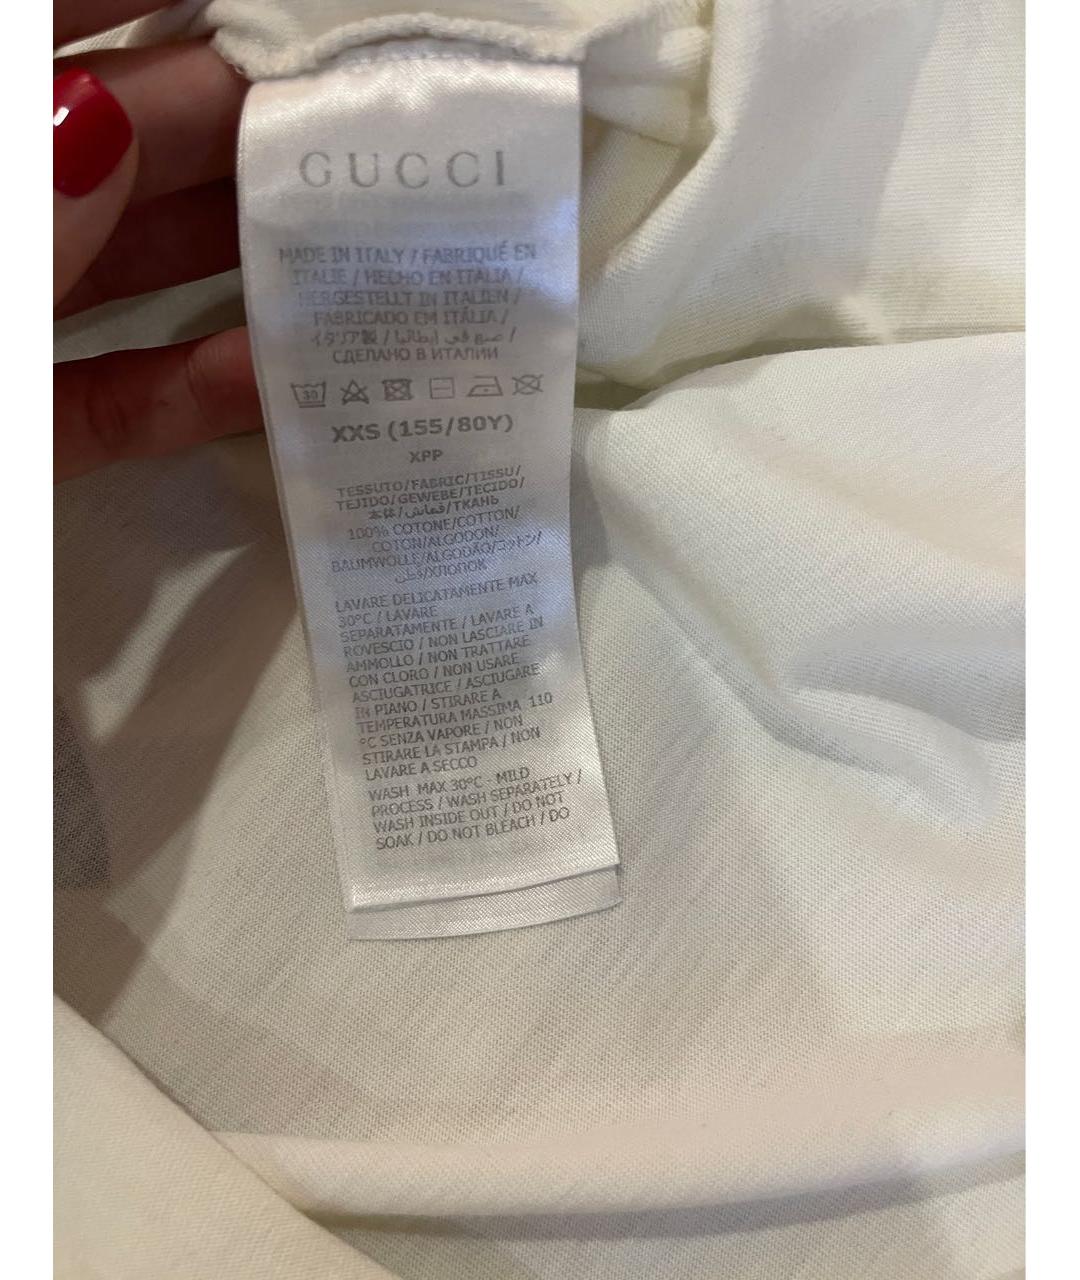 GUCCI
MADE IN ITALY / FABRIQUÉ EN
ITALIE / HECHO EN ITALIA /
HERGESTELLT IN ITALIEN /
FABRICADO EM ITÁLIA /
イタリア製 / صنع في إيطاليا /
СДЕЛАНО В ИТАЛИИ
30
XXS (155/80Y)
XPP
TESSUTO/FABRIC/TISSU/
TEJIDO/GEWEBE/TECIDO/
本体/قماش/ТКАНЬ
100% COTONE/COTTON/
COTON/ALGODON/
BAUMWOLLE/ALGODÃO/コットン/
قطن/ХЛОПОК
LAVARE DELICATAMENTE MAX
30°C / LAVARE
SEPARATAMENTE / LAVARE A
ROVESCIO / NON LASCIARE IN
AMMOLLO / NON TRATTARE
CON CLORO / NON USARE
ASCIUGATRICE / ASCIUGARE
IN PIANO / STIRARE A
TEMPERATURA MASSIMA 110
°C SENZA VAPORE / NON
STIRARE LA STAMPA / NON
LAVARE A SECCO
WASH MAX 30°C - MILD
PROCESS / WASH SEPARATELY /
WASH INSIDE OUT / DO NOT
SOAK / DO NOT BLEACH / DO